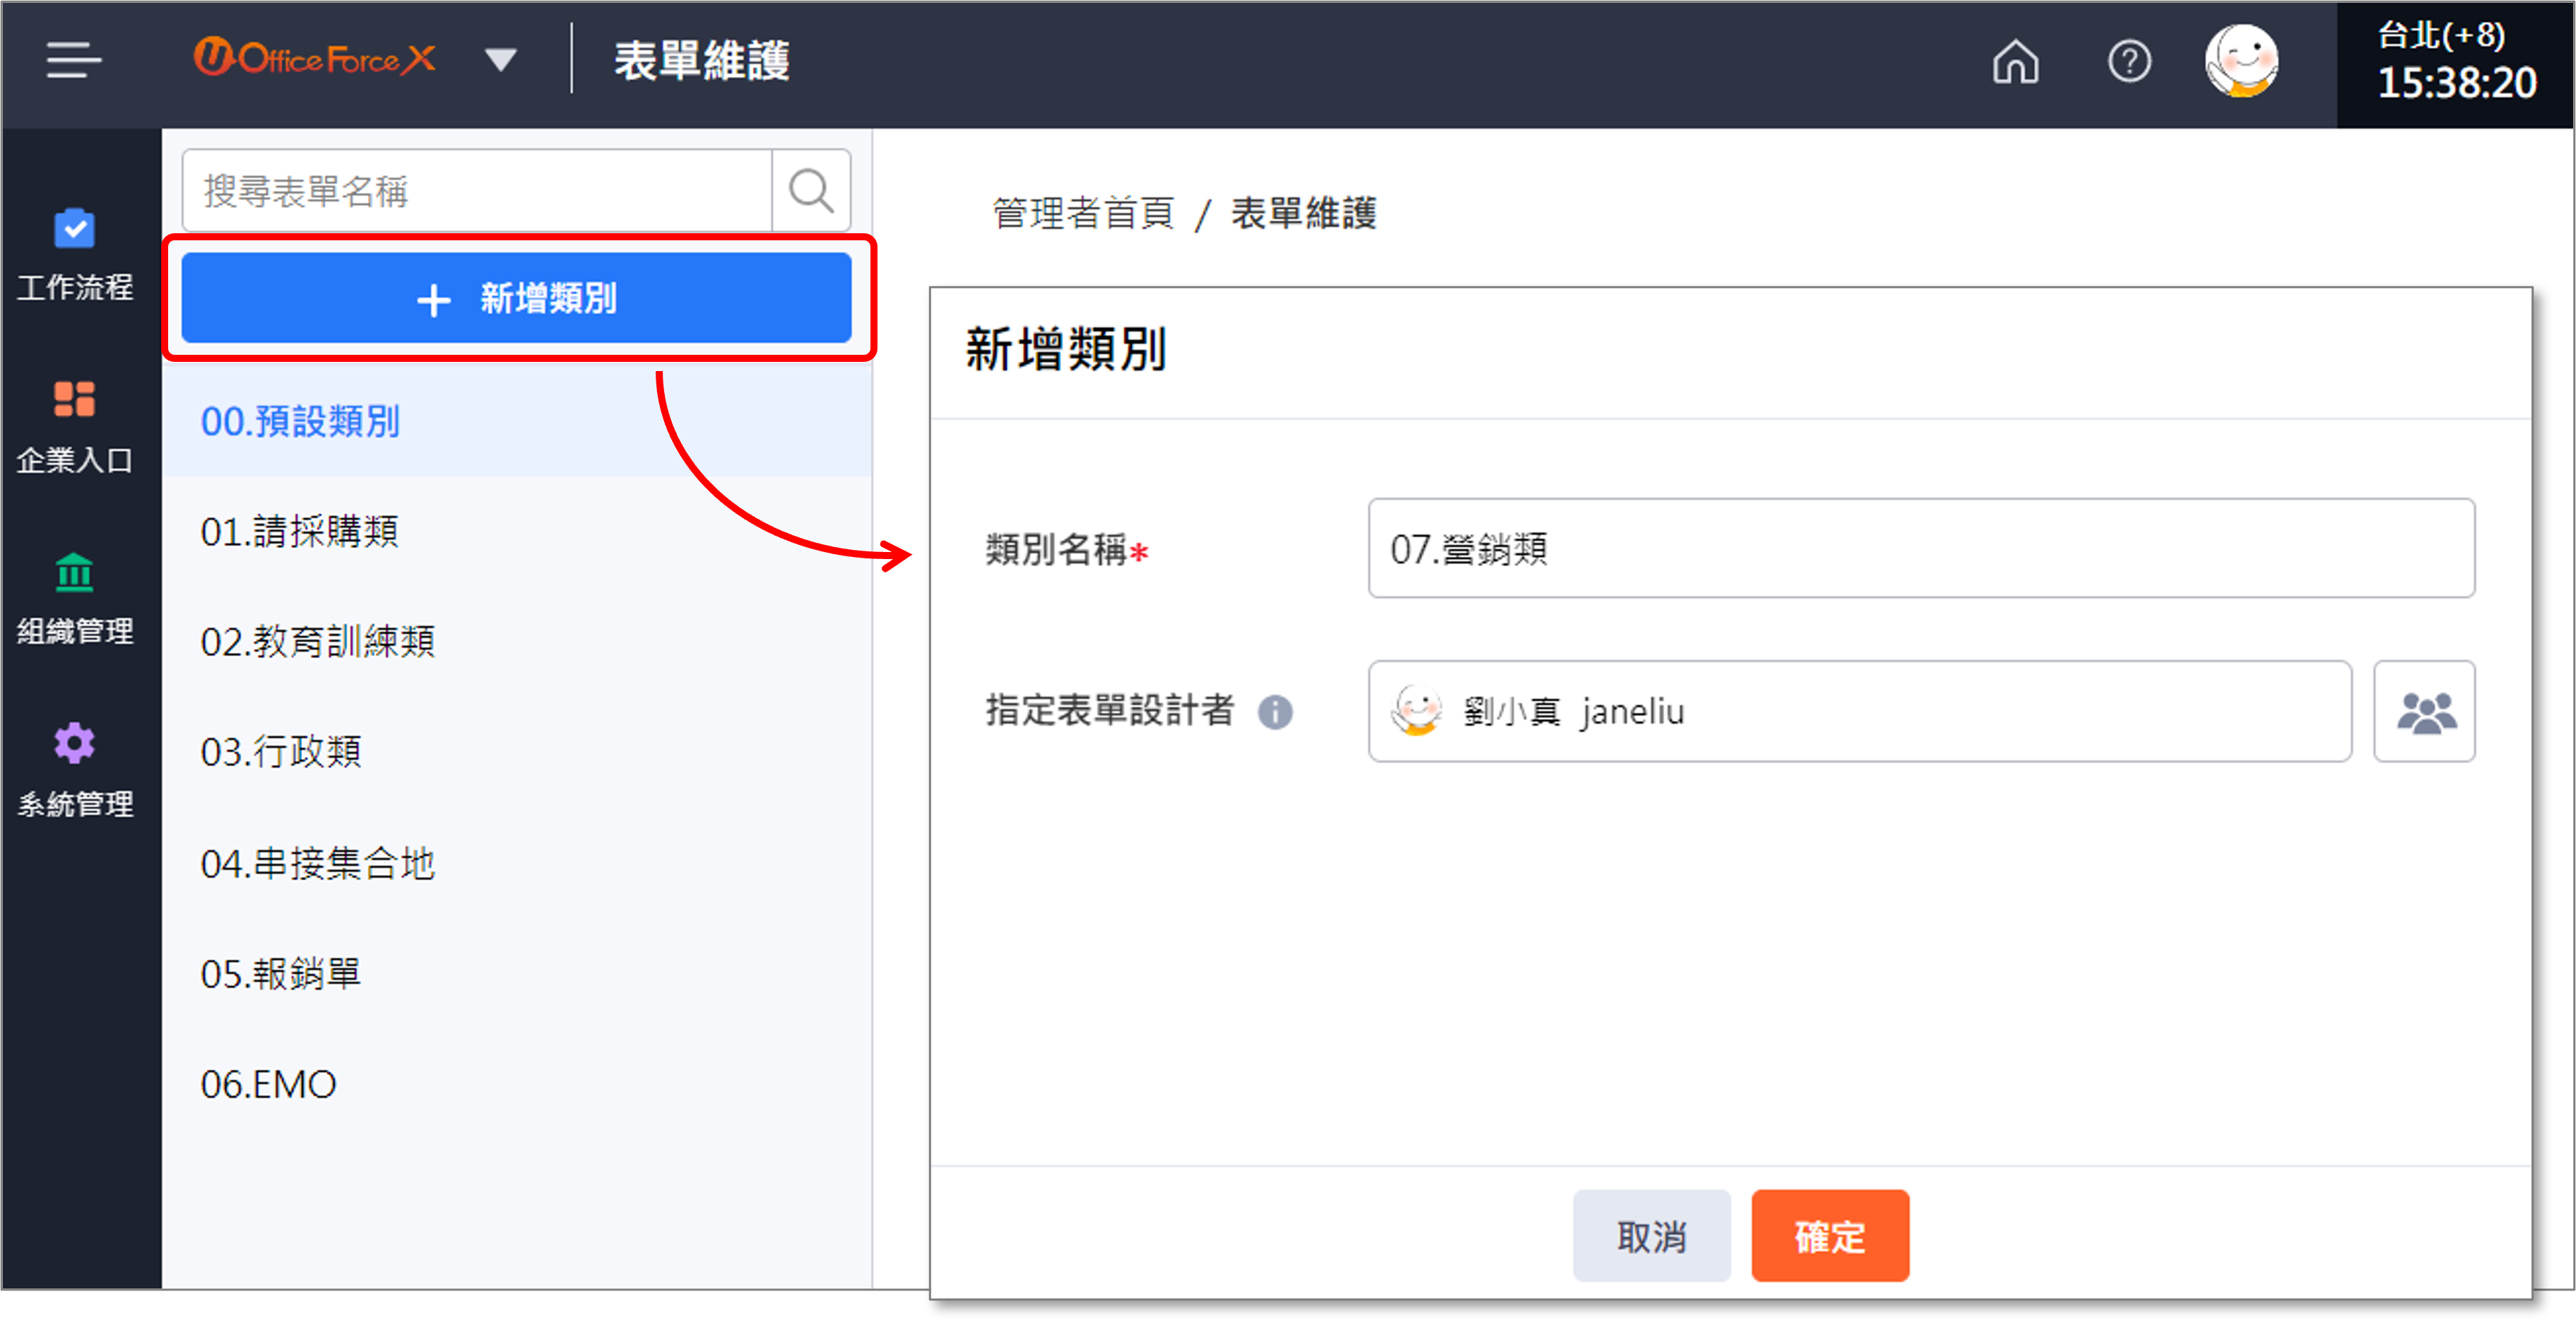 U-Office Force X
表單維護
台北(+8)
15:38:20
工作流程
企業入口
組織管理
系統管理
搜尋表單名稱
+ 新增類別
00.預設類別
01.請採購類
02.教育訓練類
03.行政類
04.串接集合地
05.報銷單
06.EMO
管理者首頁 / 表單維護
新增類別
類別名稱*
07.營銷類
指定表單設計者
劉小真 janeliu
取消
確定